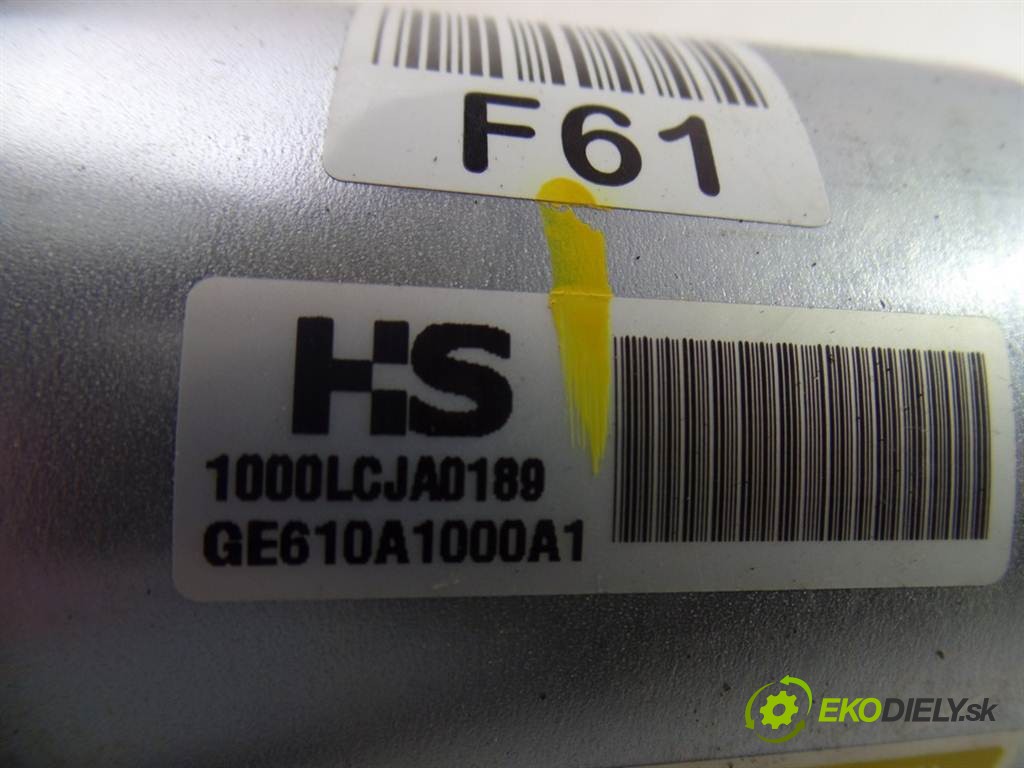 F61
HS
1000LCJA0189
GE610A1000A1
EKODIELY.sk